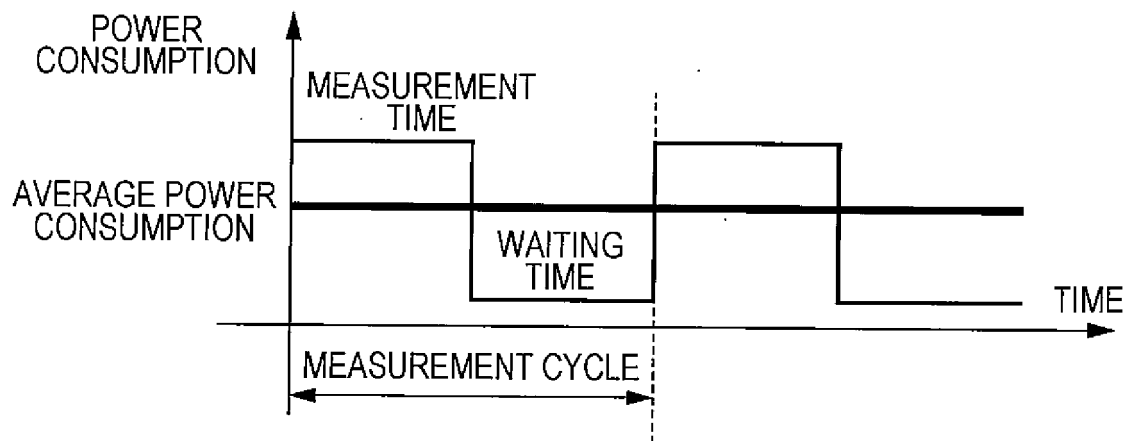 POWER
CONSUMPTION
MEASUREMENT
TIME
AVERAGE POWER
CONSUMPTION
WAITING
TIME
TIME
MEASUREMENT CYCLE